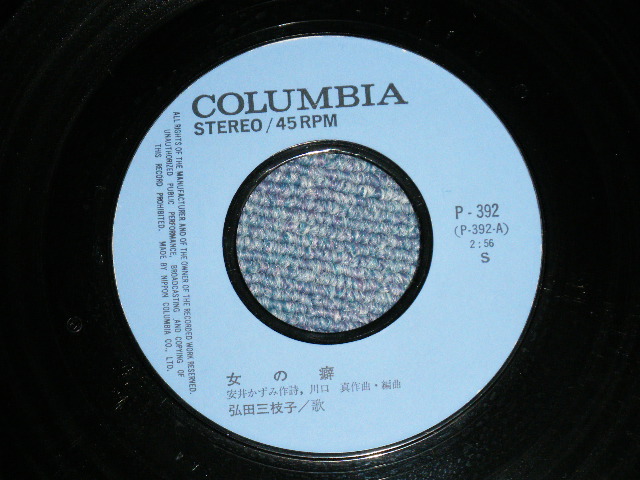 COLUMBIA
STEREO / 45 RPM
P - 392
(P-392-A)
2:56
S
女の癖
安井かずみ作詩, 川口 真作曲・編曲
弘田三枝子／歌
ALL RIGHTS OF THE MANUFACTURER AND OF THE OWNER OF THE RECORDED WORK RESERVED.
UNAUTHORIZED PUBLIC PERFORMANCE, BROADCASTING AND COPYING OF
THIS RECORD PROHIBITED. MADE BY NIPPON COLUMBIA CO., LTD.